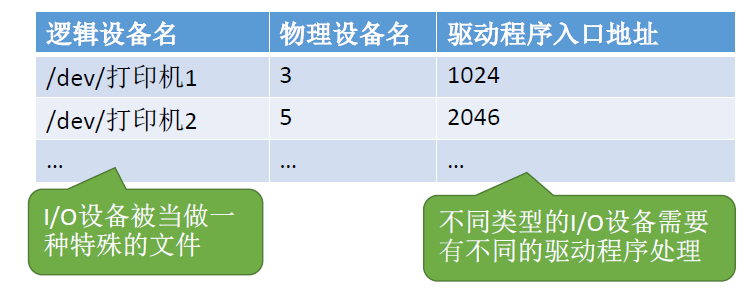 逻辑设备名 物理设备名 驱动程序入口地址
/dev/打印机1 3 1024
/dev/打印机2 5 2046
… … …
I/O设备被当做一
种特殊的文件
不同类型的I/O设备需要
有不同的驱动程序处理